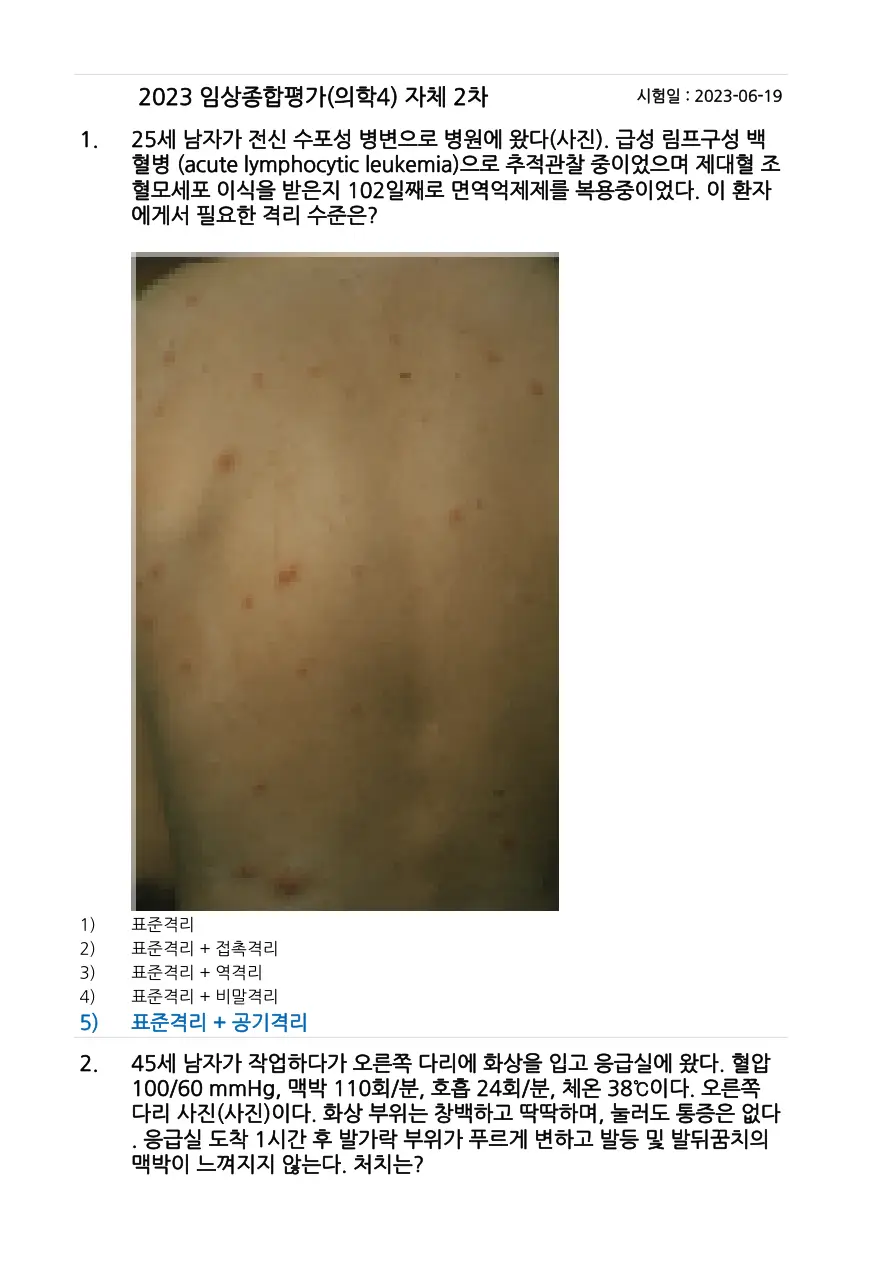 2023 임상종합평가(의학4) 자체 2차
시험일 : 2023-06-19
1. 25세 남자가 전신 수포성 병변으로 병원에 왔다(사진). 급성 림프구성 백
혈병 (acute lymphocytic leukemia)으로 추적관찰 중이었으며 제대혈 조
혈모세포 이식을 받은지 102일째로 면역억제제를 복용중이었다. 이 환자
에게서 필요한 격리 수준은?
1) 표준격리
2) 표준격리 + 접촉격리
3) 표준격리 + 역격리
4) 표준격리 + 비말격리
5) 표준격리 + 공기격리
2. 45세 남자가 작업하다가 오른쪽 다리에 화상을 입고 응급실에 왔다. 혈압
100/60 mmHg, 맥박 110회/분, 호흡 24회/분, 체온 38℃이다. 오른쪽
다리 사진(사진)이다. 화상 부위는 창백하고 딱딱하며, 눌러도 통증은 없다
. 응급실 도착 1시간 후 발가락 부위가 푸르게 변하고 발등 및 발뒤꿈치의
맥박이 느껴지지 않는다. 처치는?